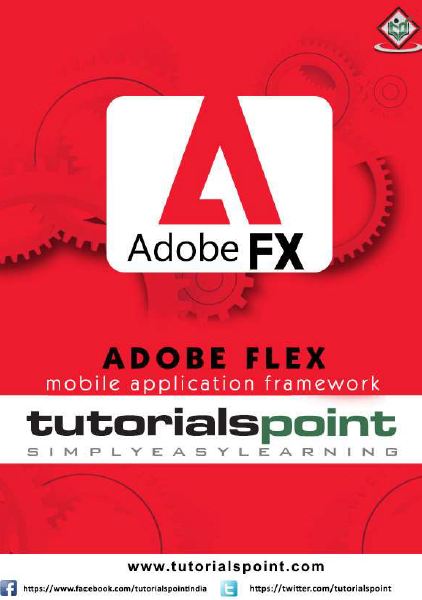 Adobe FX
ADOBE FLEX
mobile application framework
tutorialspoint
SIMPLYEASYLEARNING
www.tutorialspoint.com
https://www.facebook.com/tutorialspointindia https://twitter.com/tutorialspoint